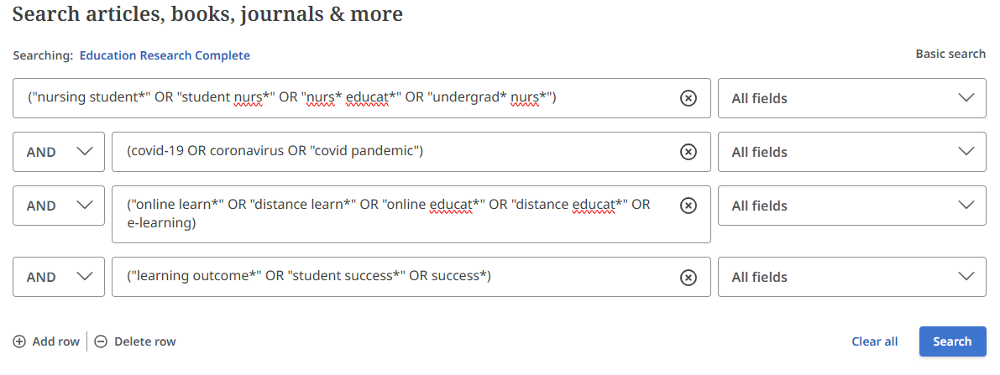 Search articles, books, journals & more
Searching: Education Research Complete
Basic search
("nursing student*" OR "student nurs*" OR "nurs* educat*" OR "undergrad* nurs*")
All fields
AND
(covid-19 OR coronavirus OR "covid pandemic")
All fields
AND
("online learn*" OR "distance learn*" OR "online educat*" OR "distance educat*" OR
e-learning)
All fields
AND
("learning outcome*" OR "student success*" OR success*)
All fields
Add row
Delete row
Clear all
Search